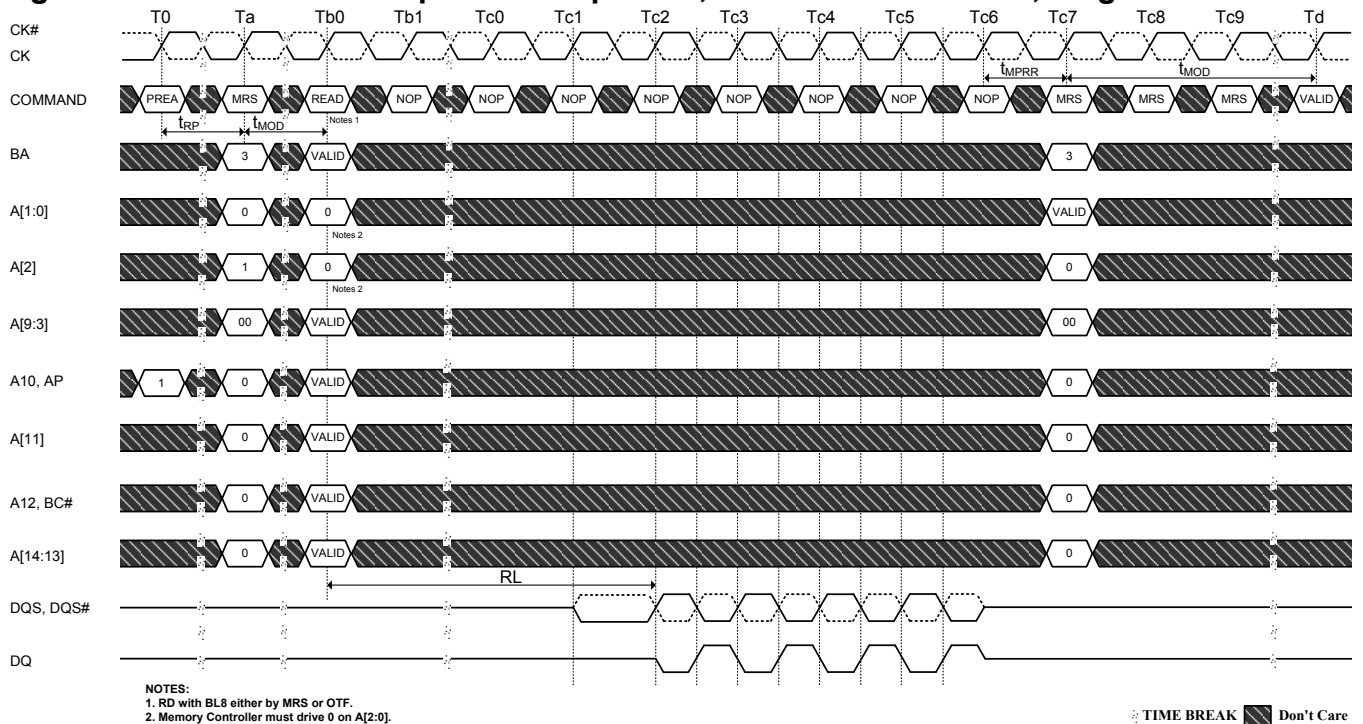 T0 Ta Tb0 Tb1 Tc0 Tc1 Tc2 Tc3 Tc4 Tc5 Tc6 Tc7 Tc8 Tc9 Td
CK#
CK
tMPRR tMOD
COMMAND PREA MRS READ NOP NOP NOP NOP NOP NOP NOP NOP MRS MRS MRS VALID
Notes 1
tRP tMOD
BA 3 VALID 3
A[1:0] 0 0 VALID
Notes 2
A[2] 1 0 0
Notes 2
A[9:3] 00 VALID 00
A10, AP 1 0 VALID 0
A[11] 0 VALID 0
A12, BC# 0 VALID 0
A[14:13] 0 VALID 0
RL
DQS, DQS#
DQ
NOTES:
1. RD with BL8 either by MRS or OTF.
2. Memory Controller must drive 0 on A[2:0].
TIME BREAK Don't Care